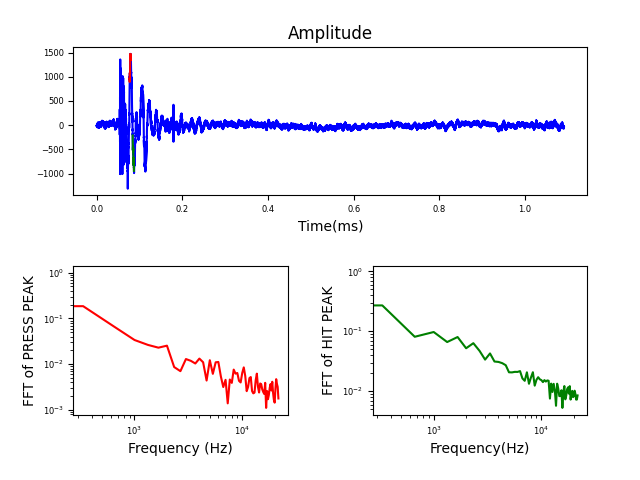 Amplitude
1500
1000
500
0
−500
−1000
0.0 0.2 0.4 0.6 0.8 1.0
Time(ms)
FFT of PRESS PEAK
10⁰
10⁻¹
10⁻²
10⁻³
10³ 10⁴
Frequency (Hz)
FFT of HIT PEAK
10⁰
10⁻¹
10⁻²
10³ 10⁴
Frequency(Hz)